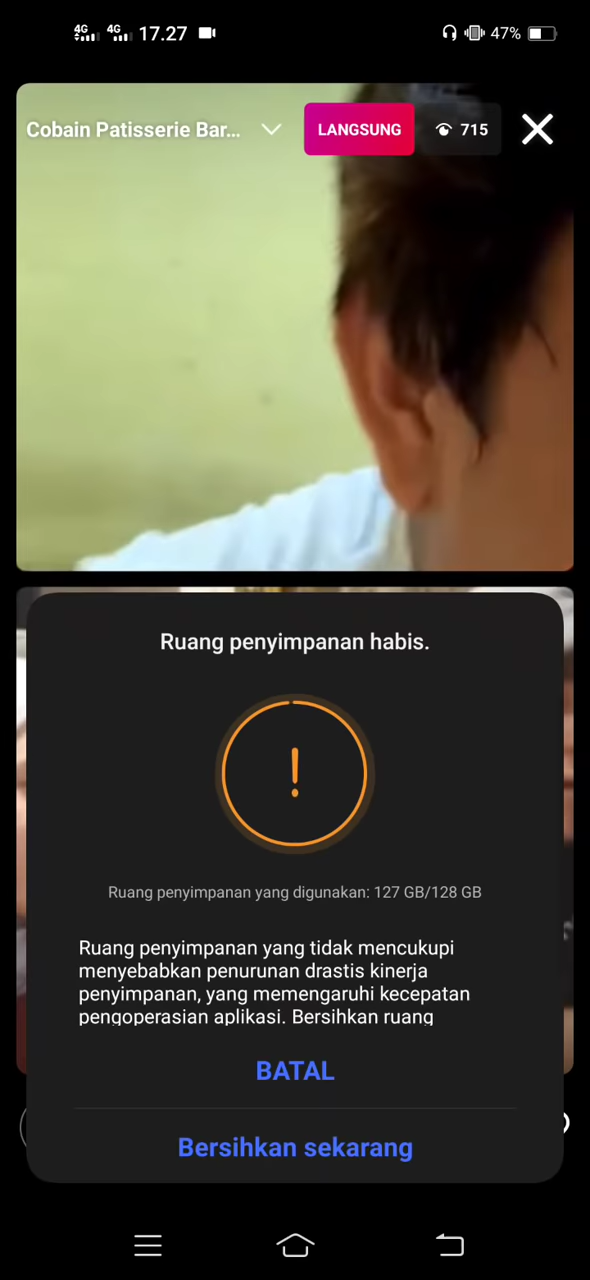 4G 4G 17.27 47%
Cobain Patisserie Bar... LANGSUNG 715
Ruang penyimpanan habis.
Ruang penyimpanan yang digunakan: 127 GB/128 GB
Ruang penyimpanan yang tidak mencukupi
menyebabkan penurunan drastis kinerja
penyimpanan, yang memengaruhi kecepatan
pengoperasian aplikasi. Bersihkan ruang
BATAL
Bersihkan sekarang